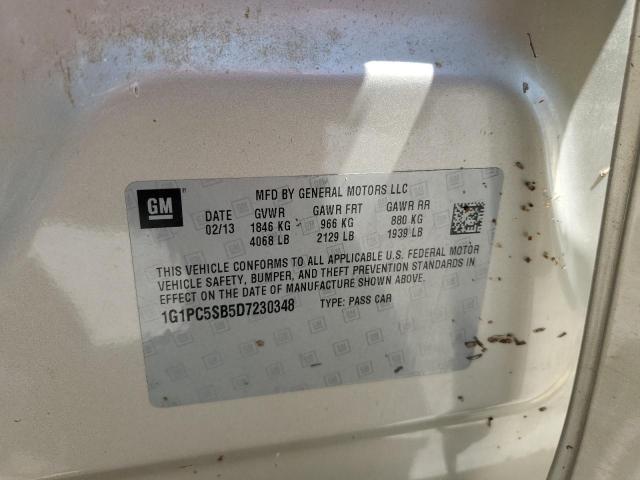 GM
MFD BY GENERAL MOTORS LLC
DATE GVWR GAWR FRT GAWR RR
02/13 1846 KG 966 KG 880 KG
4068 LB 2129 LB 1939 LB
THIS VEHICLE CONFORMS TO ALL APPLICABLE U.S. FEDERAL MOTOR
VEHICLE SAFETY, BUMPER, AND THEFT PREVENTION STANDARDS IN
EFFECT ON THE DATE OF MANUFACTURE SHOWN ABOVE.
1G1PC5SB5D7230348 TYPE: PASS CAR